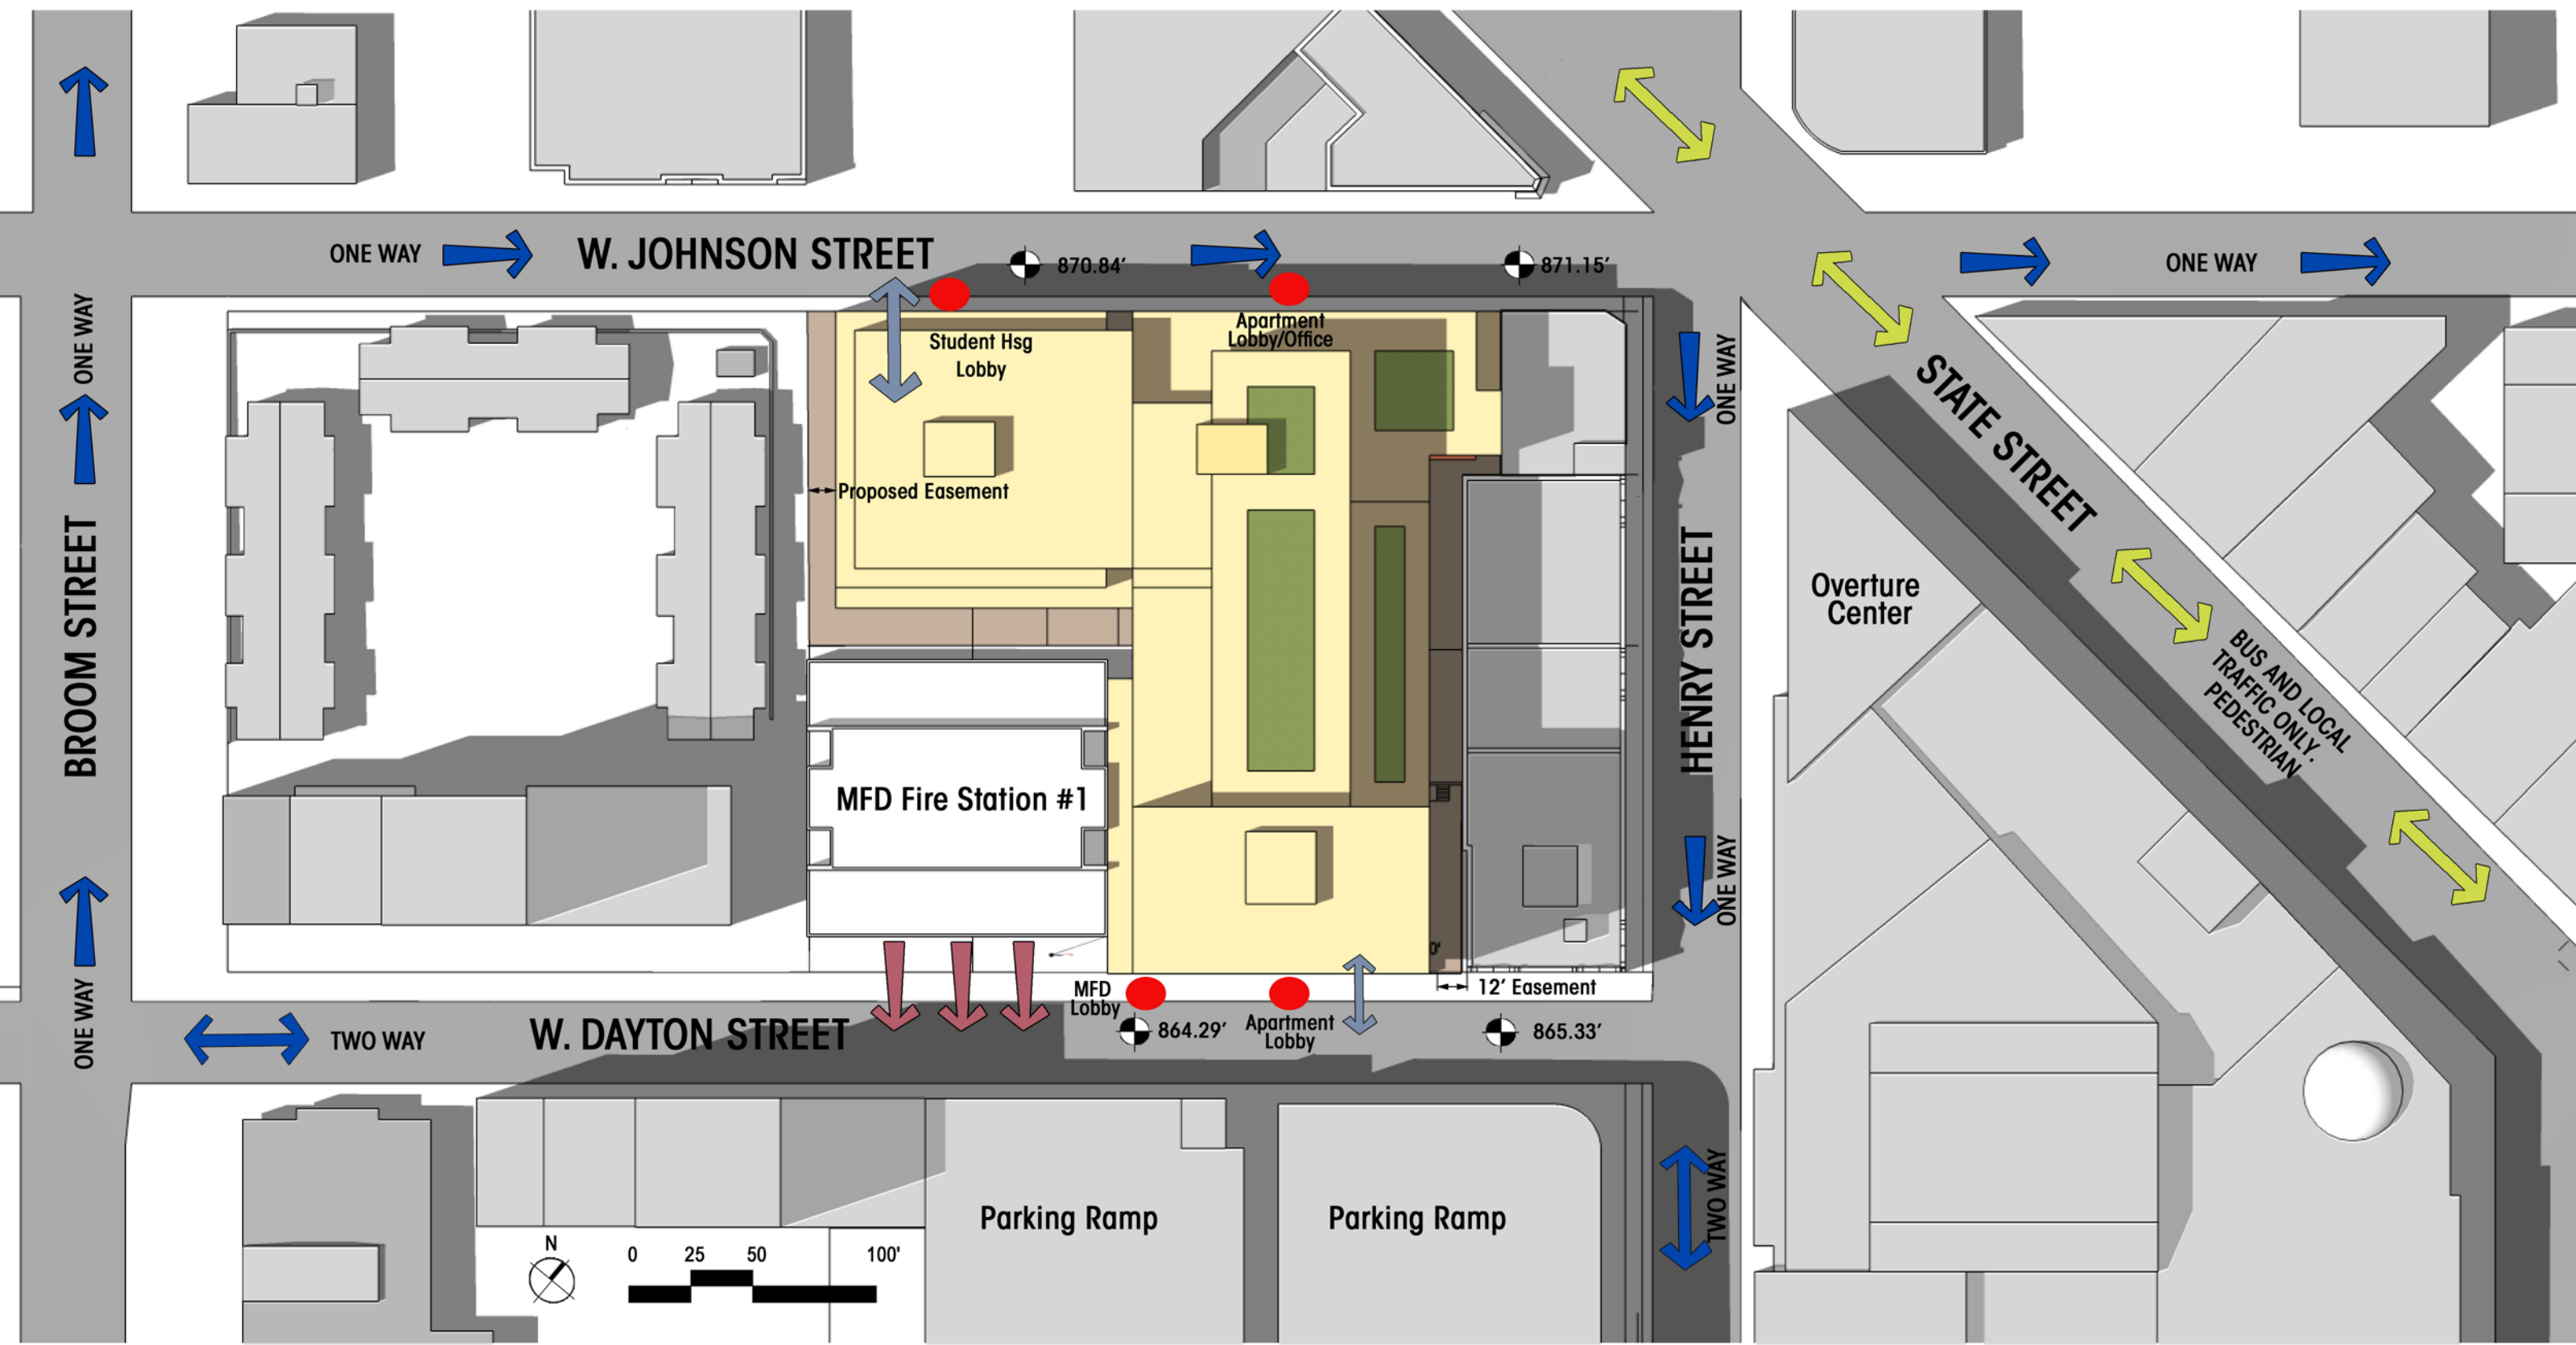 ONE WAY
W. JOHNSON STREET
870.84′
871.15′
ONE WAY
Student Hsg
Lobby
Apartment
Lobby/Office
ONE WAY
ONE WAY
STATE STREET
Proposed Easement
BROOM STREET
HENRY STREET
Overture
Center
BUS AND LOCAL
TRAFFIC ONLY.
PEDESTRIAN
MFD Fire Station #1
ONE WAY
0'
12′ Easement
MFD
Lobby
ONE WAY
TWO WAY
W. DAYTON STREET
864.29′
Apartment
Lobby
865.33′
TWO WAY
Parking Ramp
Parking Ramp
N
0
25
50
100'